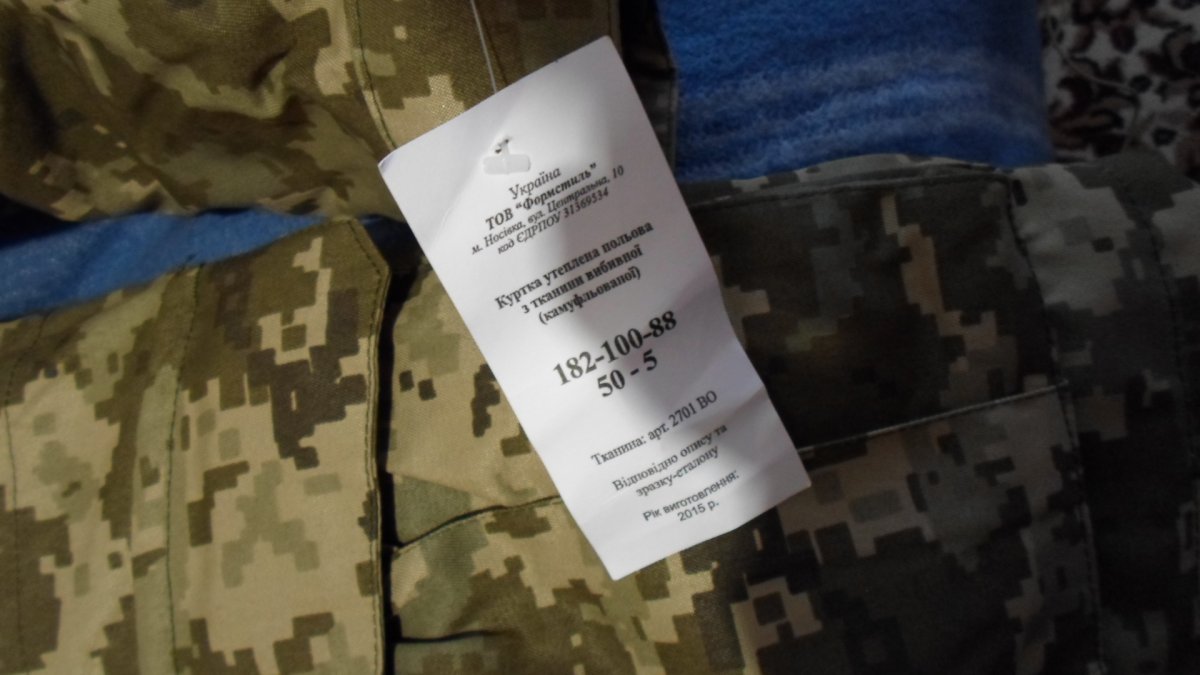 Україна
ТОВ "Формстиль"
м. Носівка, вул. Центральна, 10
код ЄДРПОУ 31369534
Куртка утеплена польова
з тканини вибивної
(камуфльованої)
182-100-88
50 - 5
Тканина: арт. 2701 ВО
Відповідно опису та
зразку-еталону
Рік виготовлення:
2015 р.